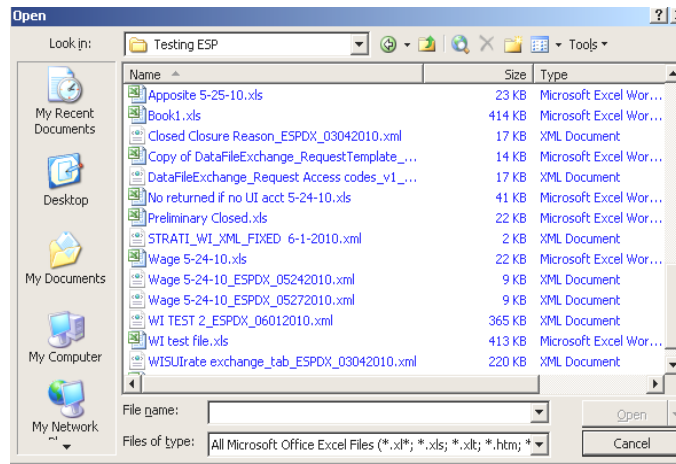 Open
Look in:
Testing ESP
Tools
Name Size Type
Apposite 5-25-10.xls 23 KB Microsoft Excel Wor...
Book1.xls 414 KB Microsoft Excel Wor...
Closed Closure Reason_ESPDX_03042010.xml 17 KB XML Document
Copy of DataFileExchange_RequestTemplate_... 14 KB Microsoft Excel Wor...
DataFileExchange_Request Access codes_v1_... 17 KB XML Document
No returned if no UI acct 5-24-10.xls 41 KB Microsoft Excel Wor...
Preliminary Closed.xls 22 KB Microsoft Excel Wor...
STRATI_WI_XML_FIXED 6-1-2010.xml 2 KB XML Document
Wage 5-24-10.xls 22 KB Microsoft Excel Wor...
Wage 5-24-10_ESPDX_05242010.xml 9 KB XML Document
Wage 5-24-10_ESPDX_05272010.xml 9 KB XML Document
WI TEST 2_ESPDX_06012010.xml 365 KB XML Document
WI test file.xls 413 KB Microsoft Excel Wor...
WISUIrate exchange_tab_ESPDX_03042010.xml 220 KB XML Document
My Recent
Documents
Desktop
My Documents
My Computer
My Network
File name:
Open
Files of type:
All Microsoft Office Excel Files (*.xl*; *.xls; *.xlt; *.htm; *
Cancel